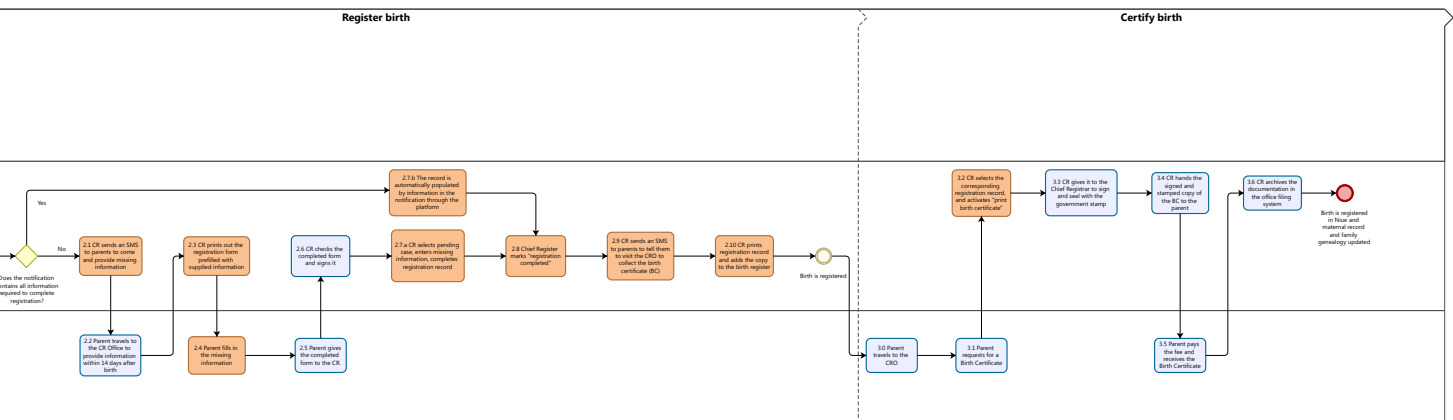 Register birth
Certify birth
Yes
No
Does the notification
contains all information
required to complete
registration?
2.1 CR sends an SMS
to parents to come
and provide missing
information
2.2 Parent travels to
the CR Office to
provide information
within 14 days after
birth
2.3 CR prints out the
registration form
prefilled with
supplied information
2.4 Parent fills in
the missing
information
2.5 Parent gives
the completed
form to the CR.
2.6 CR checks the
completed form
and signs it
2.7.b The record is
automatically populated
by information in the
notification through the
platform
2.7.a CR selects pending
case, enters missing
information, completes
registration record
2.8 Chief Register
marks "registration
completed"
2.9 CR sends an SMS
to parents to tell them
to visit the CRO to
collect the birth
certificate (BC)
2.10 CR prints
registration record
and adds the copy
to the birth register
Birth is registered
3.0 Parent
travels to the
CRO
3.1 Parent
requests for a
Birth Certificate
3.2 CR selects the
corresponding
registration record,
and activates "print
birth certificate"
3.3 CR gives it to the
Chief Registrar to sign
and seal with the
government stamp
3.4 CR hands the
signed and
stamped copy of
the BC to the
parent
3.5 Parent pays
the fee and
receives the
Birth Certificate
3.6 CR archives the
documentation in
the office filing
system
Birth is registered
in Niue and
maternal record
and family
genealogy updated